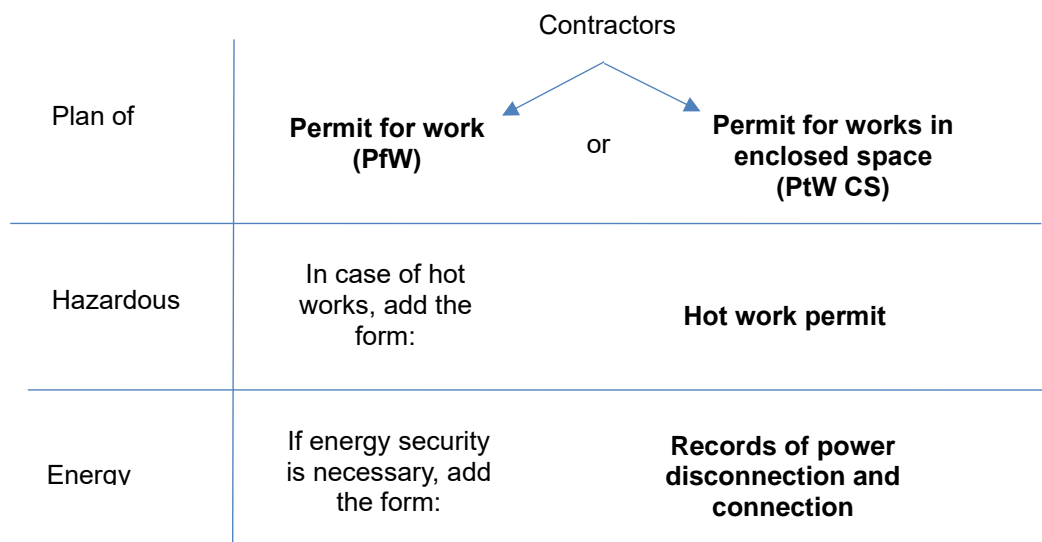 Contractors
Plan of
Permit for work
(PfW)
or
Permit for works in
enclosed space
(PtW CS)
Hazardous
In case of hot
works, add the
form:
Hot work permit
Energy
If energy security
is necessary, add
the form:
Records of power
disconnection and
connection